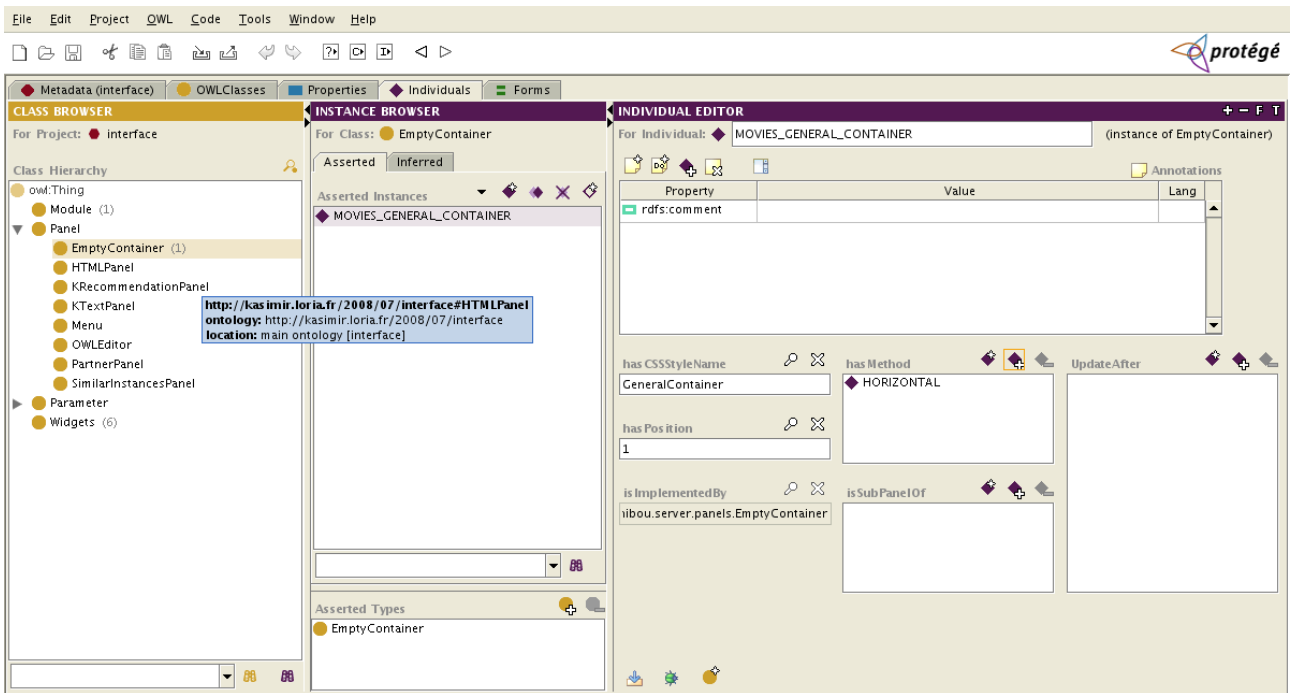 File Edit Project OWL Code Tools Window Help
protégé
Metadata (interface) OWLClasses Properties Individuals Forms
CLASS BROWSER
For Project: interface
Class Hierarchy
owl:Thing
Module (1)
Panel
EmptyContainer (1)
HTMLPanel
KRecommendationPanel
KTextPanel
Menu
OWLEditor
PartnerPanel
SimilarInstancesPanel
Parameter
Widgets (6)
http://kasimir.loria.fr/2008/07/interface#HTMLPanel
ontology: http://kasimir.loria.fr/2008/07/interface
location: main ontology [interface]
INSTANCE BROWSER
For Class: EmptyContainer
Asserted Inferred
Asserted Instances
MOVIES_GENERAL_CONTAINER
Asserted Types
EmptyContainer
INDIVIDUAL EDITOR + − F T
For Individual: MOVIES_GENERAL_CONTAINER (instance of EmptyContainer)
Annotations
Property Value Lang
rdfs:comment
hasCSSStyleName
GeneralContainer
hasPosition
1
isImplementedBy
nibou.server.panels.EmptyContainer
hasMethod
HORIZONTAL
isSubPanelOf
UpdateAfter